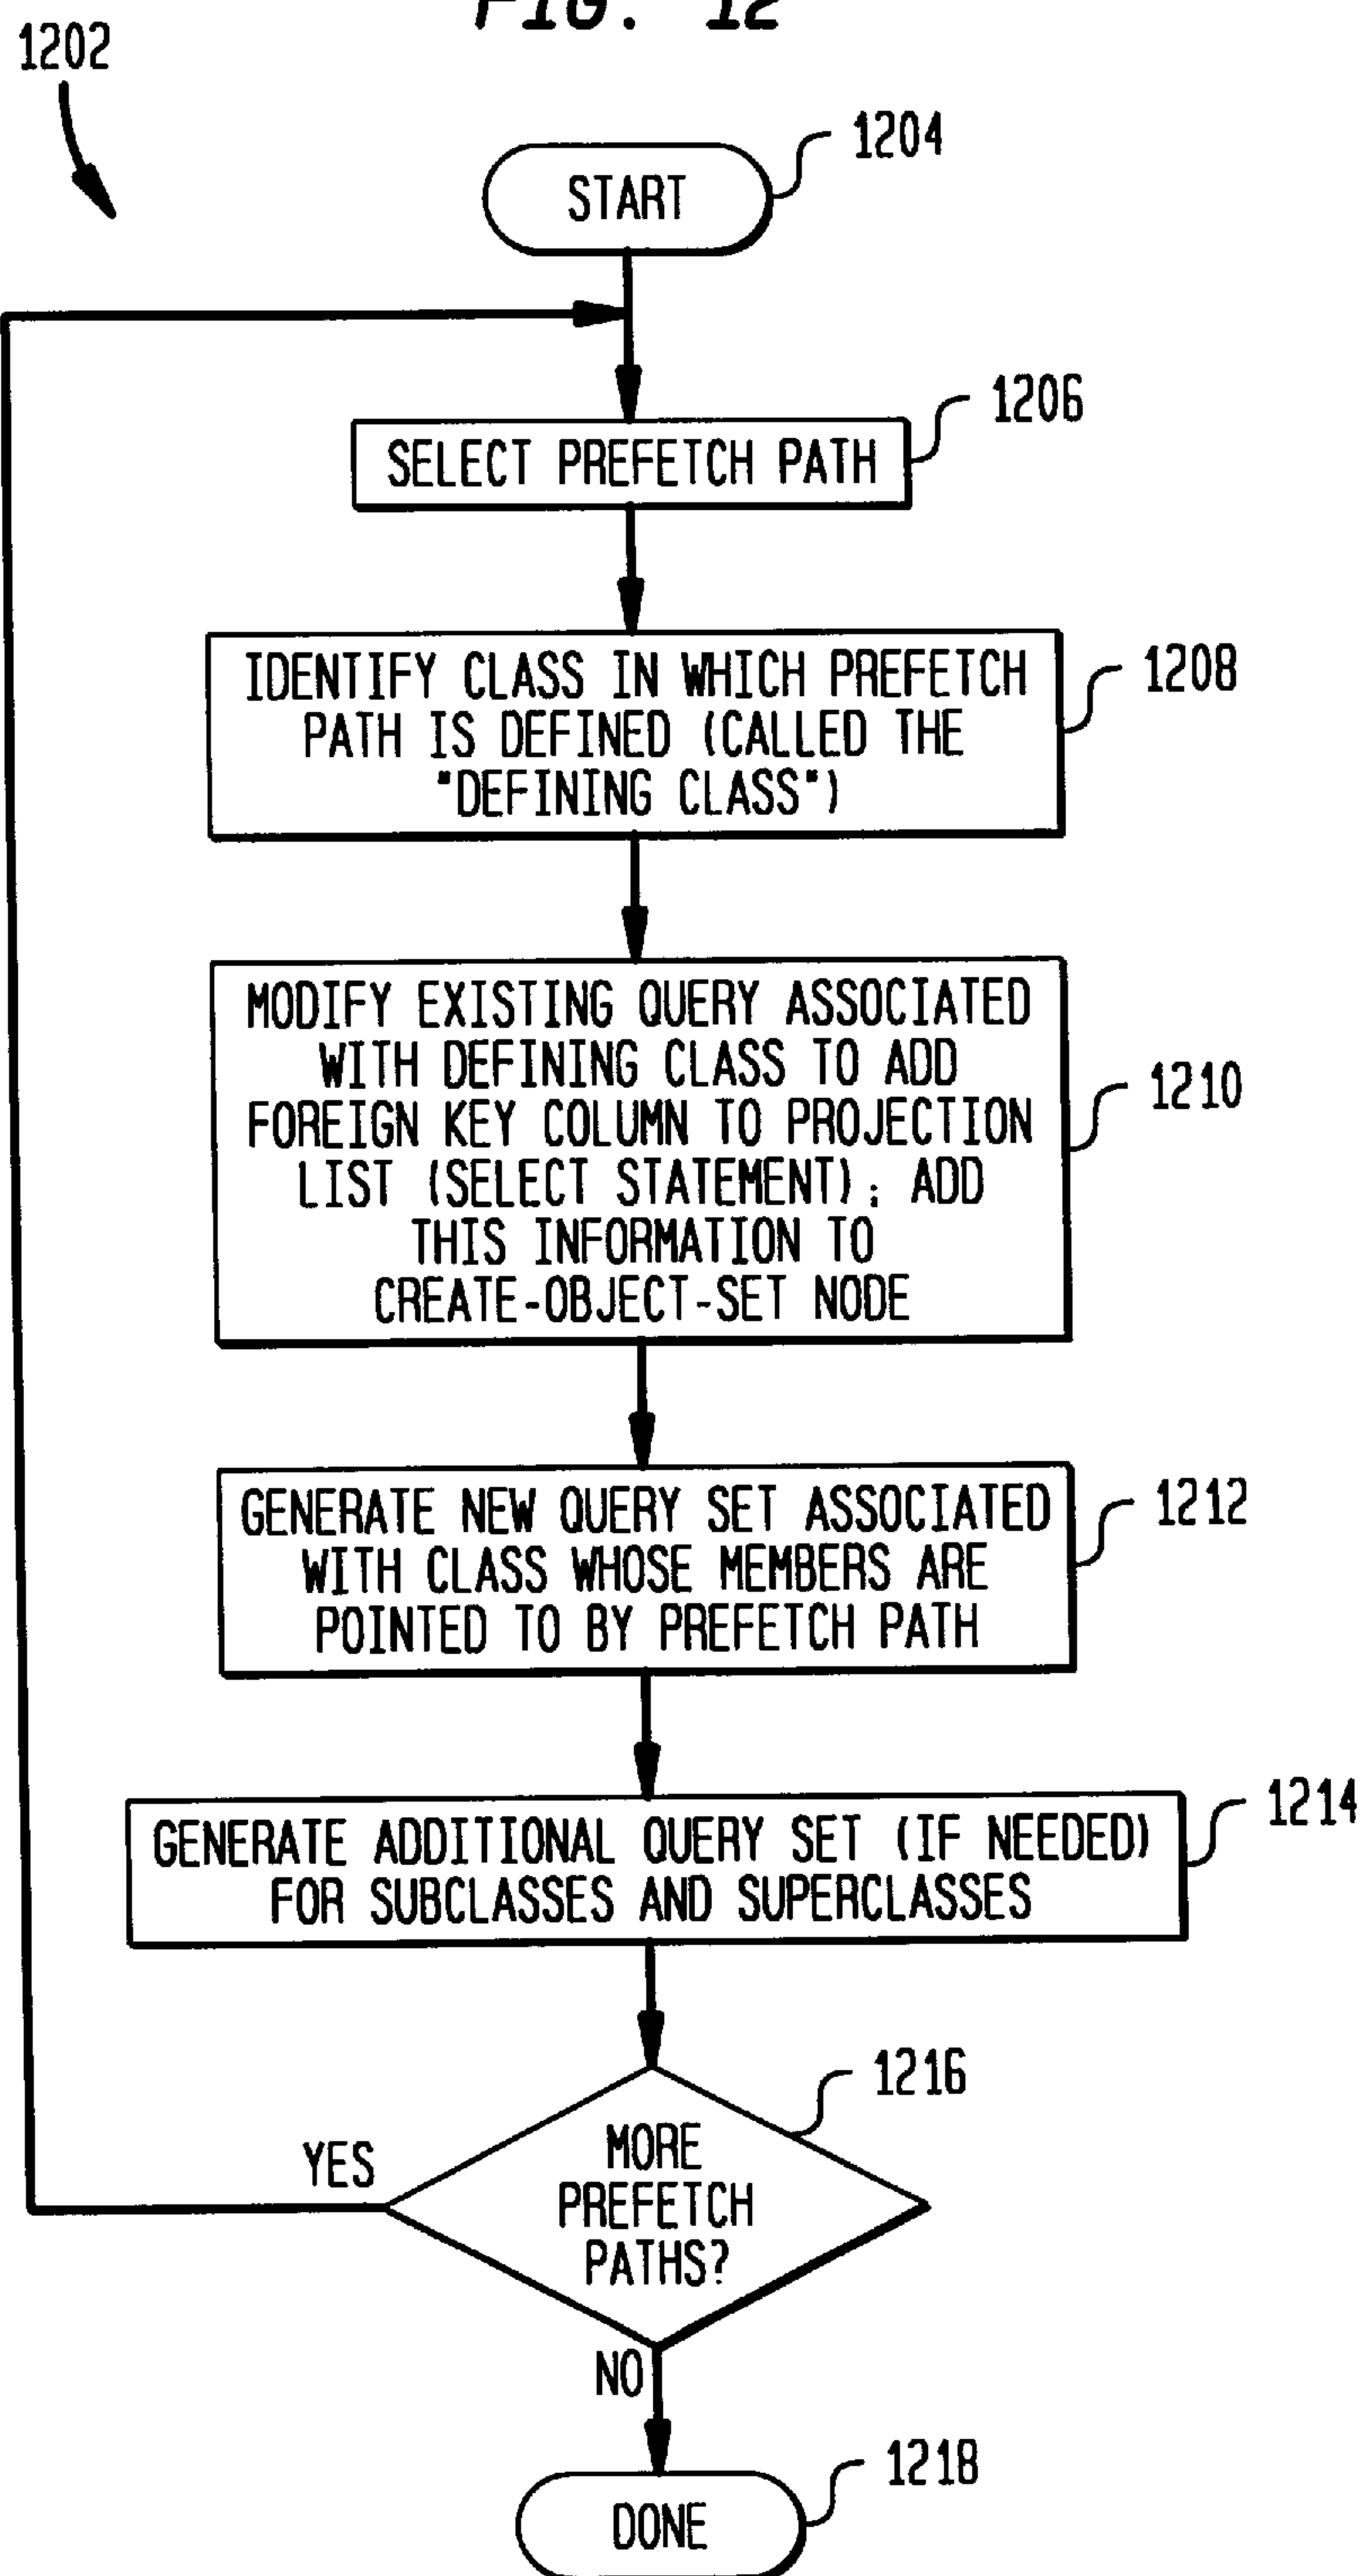 FIG. 12
1202
1204
START
1206
SELECT PREFETCH PATH
1208
IDENTIFY CLASS IN WHICH PREFETCH
PATH IS DEFINED (CALLED THE
"DEFINING CLASS")
1210
MODIFY EXISTING QUERY ASSOCIATED
WITH DEFINING CLASS TO ADD
FOREIGN KEY COLUMN TO PROJECTION
LIST (SELECT STATEMENT); ADD
THIS INFORMATION TO
CREATE-OBJECT-SET NODE
1212
GENERATE NEW QUERY SET ASSOCIATED
WITH CLASS WHOSE MEMBERS ARE
POINTED TO BY PREFETCH PATH
1214
GENERATE ADDITIONAL QUERY SET (IF NEEDED)
FOR SUBCLASSES AND SUPERCLASSES
1216
YES
MORE
PREFETCH
PATHS?
NO
1218
DONE